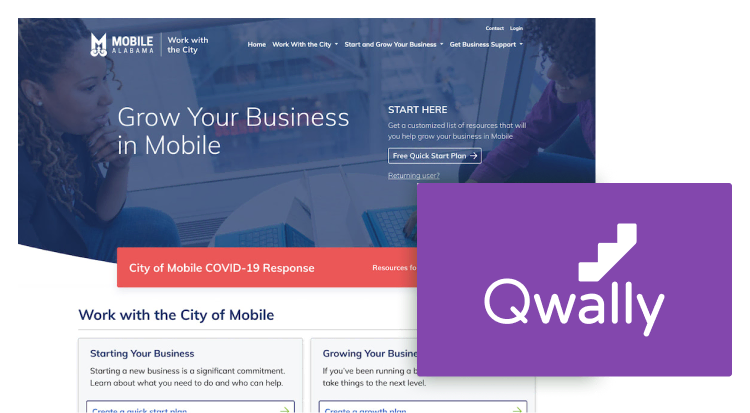 Contact Login
MOBILE
ALABAMA
Work with
the City
Home Work With the City Start and Grow Your Business Get Business Support
Grow Your Business
in Mobile
START HERE
Get a customized list of resources that will
you help grow your business in Mobile
Free Quick Start Plan →
Returning user?
City of Mobile COVID-19 Response
Resources fo
Qwally
Work with the City of Mobile
Starting Your Business
Starting a new business is a significant commitment.
Learn about what you need to do and who can help.
Create a quick start plan →
Growing Your Busine
If you've been running a b
take things to the next level.
Create a growth plan →